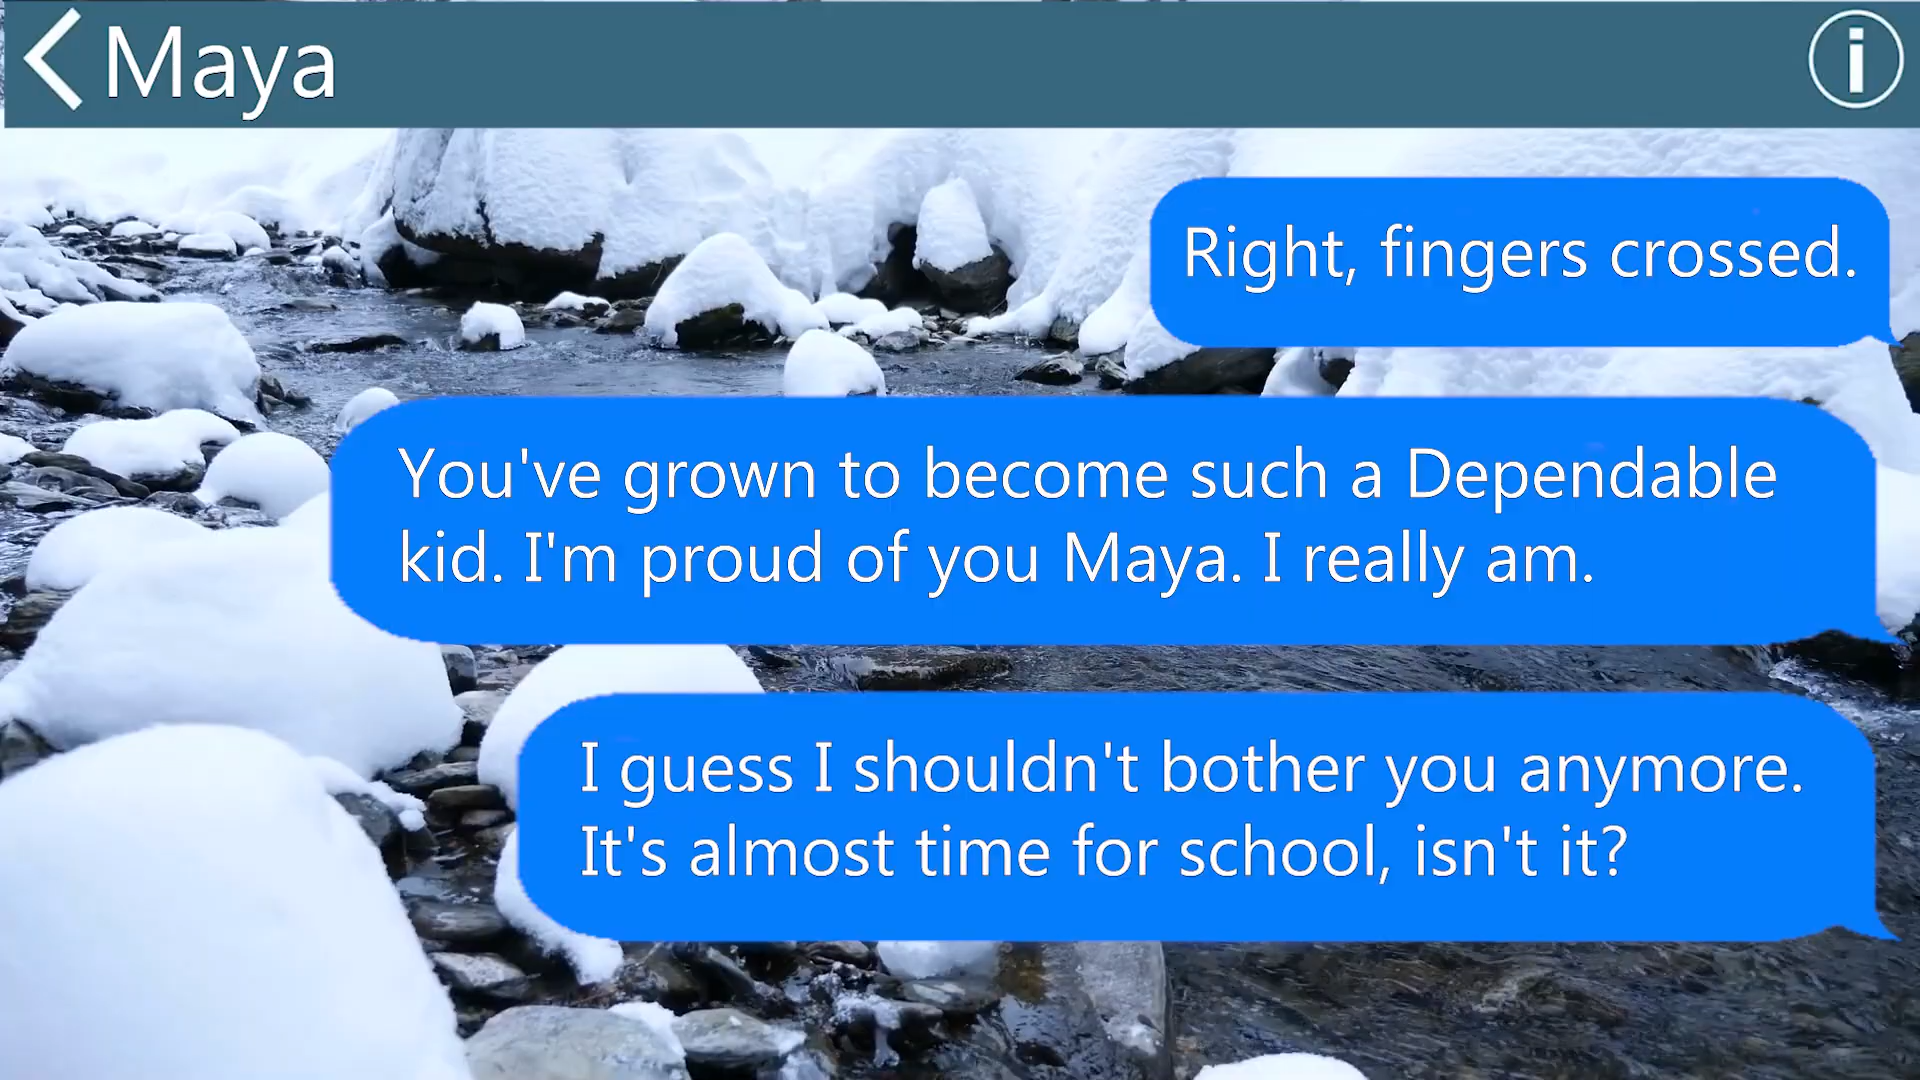 Maya
Right, fingers crossed.
You've grown to become such a Dependable
kid. I'm proud of you Maya. I really am.
I guess I shouldn't bother you anymore.
It's almost time for school, isn't it?